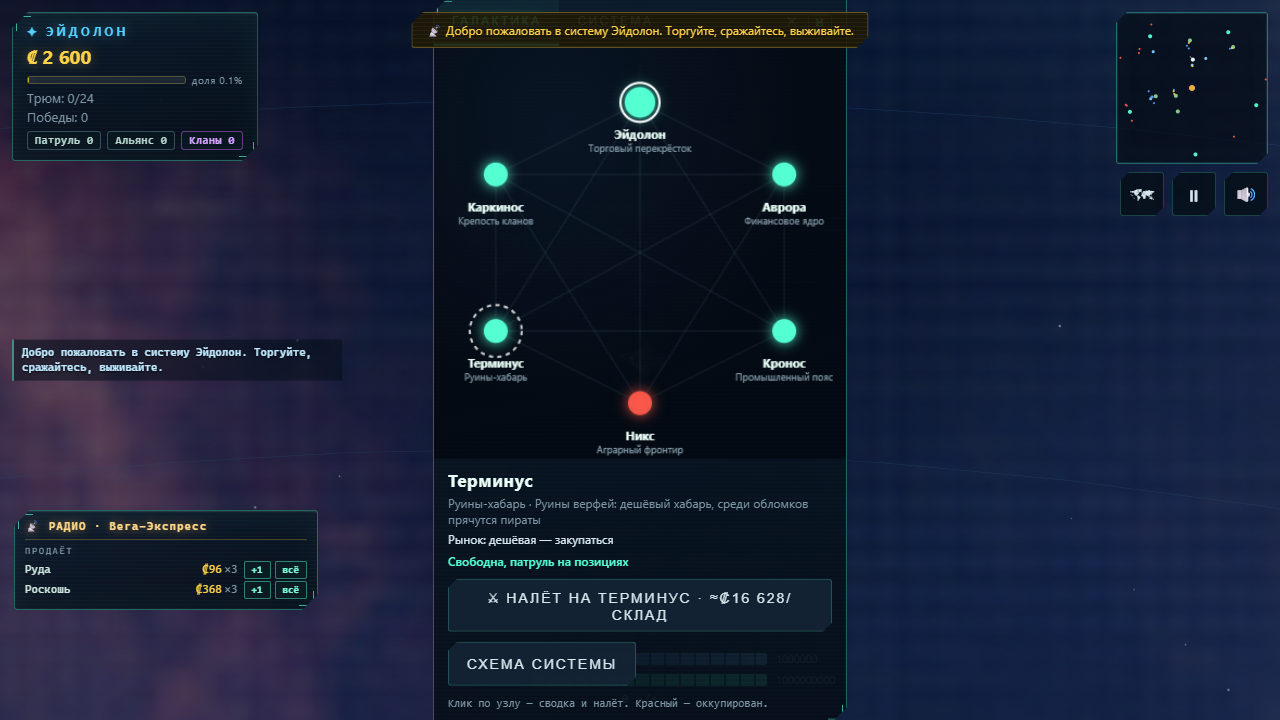 ✦ ЭЙДОЛОН
₡ 2 600
доля 0.1%
Трюм: 0/24
Победы: 0
Патруль 0 Альянс 0 Кланы 0
ГАЛАКТИКА СИСТЕМА
Добро пожаловать в систему Эйдолон. Торгуйте, сражайтесь, выживайте.
Эйдолон
Торговый перекрёсток
Каркинос
Крепость кланов
Аврора
Финансовое ядро
Терминус
Руины-хабарь
Кронос
Промышленный пояс
Никс
Аграрный фронтир
Добро пожаловать в систему Эйдолон. Торгуйте,
сражайтесь, выживайте.
РАДИО · Вега-Экспресс
ПРОДАЁТ
Руда ₡96 ×3 +1 всё
Роскошь ₡368 ×3 +1 всё
Терминус
Руины-хабарь · Руины верфей: дешёвый хабарь, среди обломков
прячутся пираты
Рынок: дешёвая — закупаться
Свободна, патруль на позициях
⚔ НАЛЁТ НА ТЕРМИНУС · ≈₡16 628/
СКЛАД
СХЕМА СИСТЕМЫ
Клик по узлу — сводка и налёт. Красный — оккупирован.